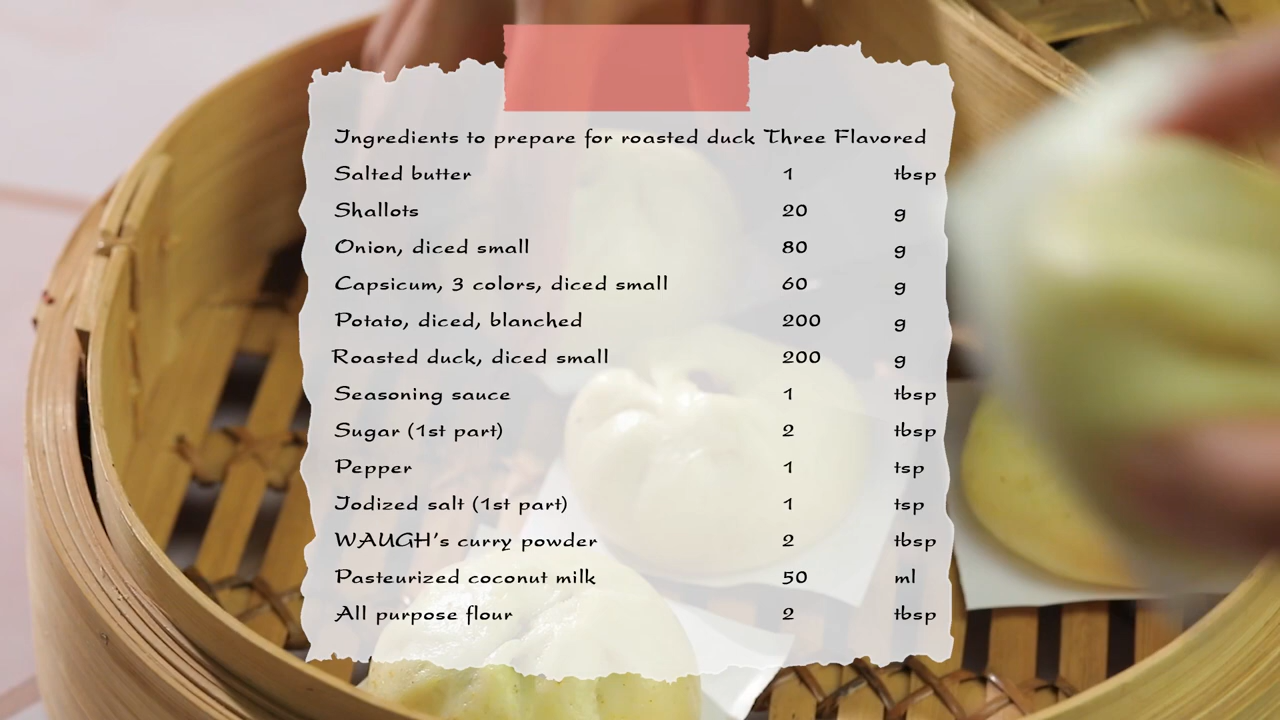 Ingredients to prepare for roasted duck Three Flavored
Salted butter 1 tbsp
Shallots 20 g
Onion, diced small 80 g
Capsicum, 3 colors, diced small 60 g
Potato, diced, blanched 200 g
Roasted duck, diced small 200 g
Seasoning sauce 1 tbsp
Sugar (1st part) 2 tbsp
Pepper 1 tsp
Iodized salt (1st part) 1 tsp
WAUGH's curry powder 2 tbsp
Pasteurized coconut milk 50 ml
All purpose flour 2 tbsp